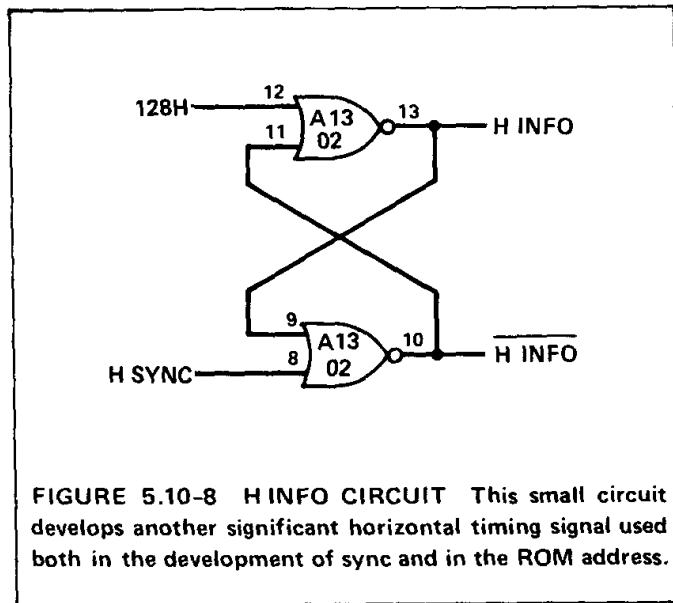 128H
12
11
A13
02
13
H INFO
9
8
A13
02
10
H INFO
H SYNC
FIGURE 5.10-8 H INFO CIRCUIT This small circuit
develops another significant horizontal timing signal used
both in the development of sync and in the ROM address.